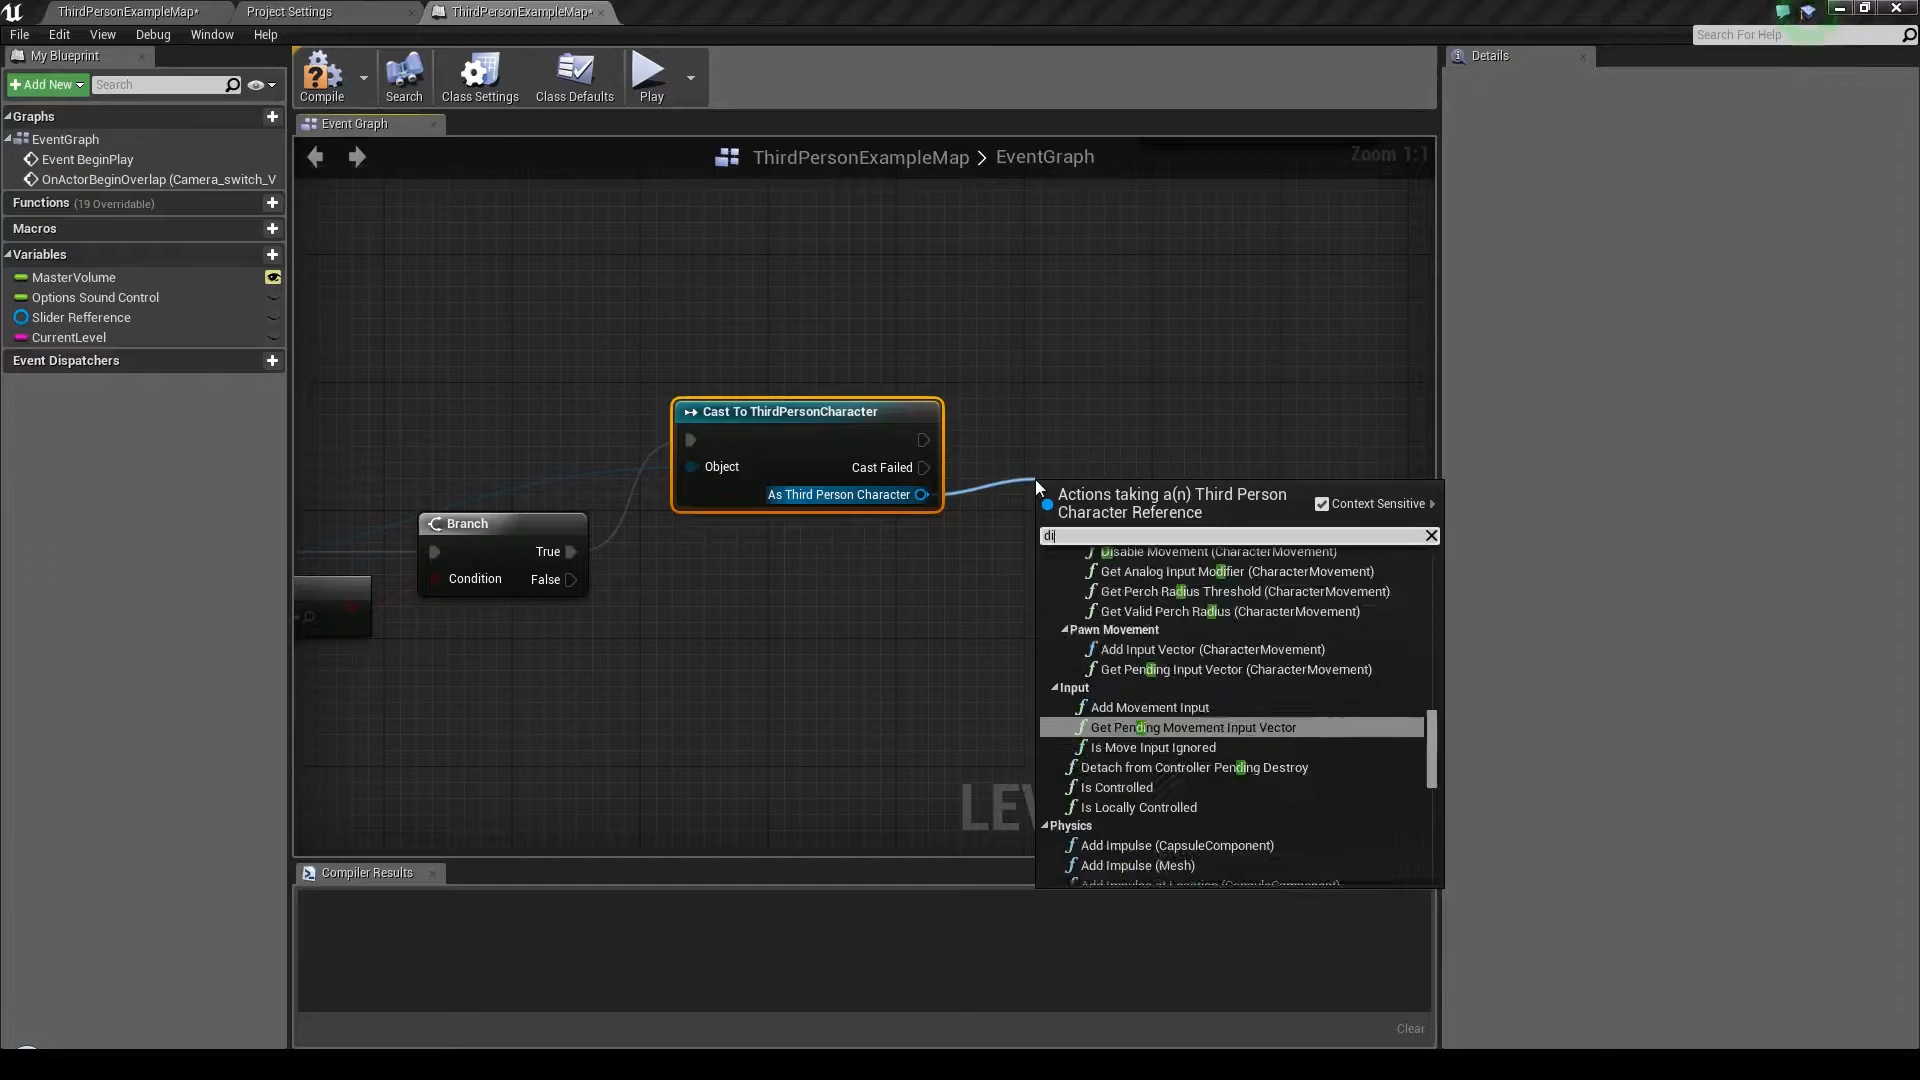 ThirdPersonExampleMap*
Project Settings
ThirdPersonExampleMap*
File
Edit
View
Debug
Window
Help
Search For Help
My Blueprint
Add New
Search
Compile
Search
Class Settings
Class Defaults
Play
Details
Graphs
EventGraph
Event BeginPlay
OnActorBeginOverlap (Camera_switch_V
Functions (19 Overridable)
Macros
Variables
MasterVolume
Options Sound Control
Slider Refference
CurrentLevel
Event Dispatchers
Event Graph
ThirdPersonExampleMap > EventGraph
Zoom 1:1
Cast To ThirdPersonCharacter
Object
Cast Failed
As Third Person Character
Branch
True
Condition
False
Actions taking a(n) Third Person
Character Reference
Context Sensitive
di
Disable Movement (CharacterMovement)
Get Analog Input Modifier (CharacterMovement)
Get Perch Radius Threshold (CharacterMovement)
Get Valid Perch Radius (CharacterMovement)
Pawn Movement
Add Input Vector (CharacterMovement)
Get Pending Input Vector (CharacterMovement)
Input
Add Movement Input
Get Pending Movement Input Vector
Is Move Input Ignored
Detach from Controller Pending Destroy
Is Controlled
Is Locally Controlled
Physics
Add Impulse (CapsuleComponent)
Add Impulse (Mesh)
Add Impulse at Location (CapsuleComponent)
Compiler Results
Clear